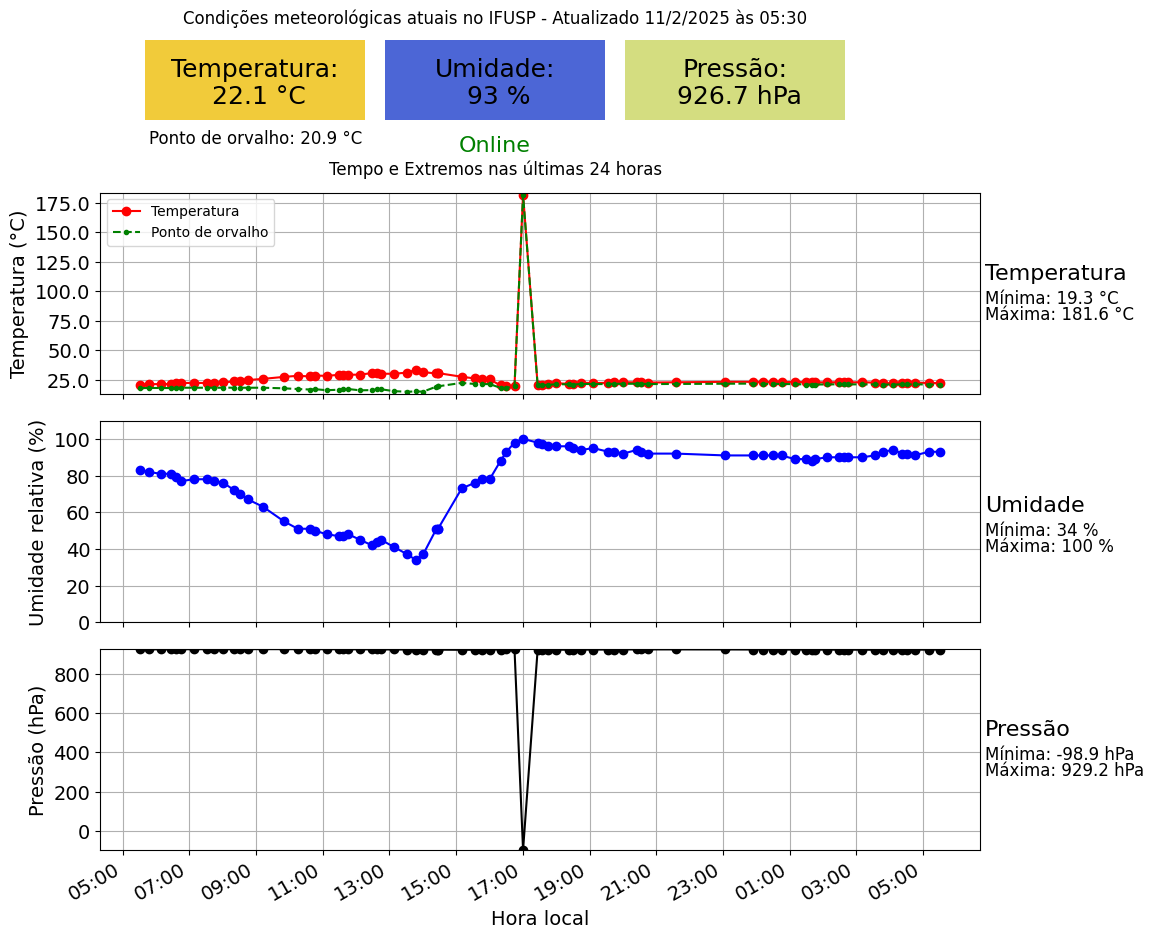 Condições meteorológicas atuais no IFUSP - Atualizado 11/2/2025 às 05:30
Temperatura:
22.1 °C
Umidade:
93 %
Pressão:
926.7 hPa
Ponto de orvalho: 20.9 °C
Online
Tempo e Extremos nas últimas 24 horas
Temperatura (°C)
175.0
150.0
125.0
100.0
75.0
50.0
25.0
Temperatura
Ponto de orvalho
Temperatura
Mínima: 19.3 °C
Máxima: 181.6 °C
Umidade relativa (%)
100
80
60
40
20
0
Umidade
Mínima: 34 %
Máxima: 100 %
Pressão (hPa)
800
600
400
200
0
Pressão
Mínima: -98.9 hPa
Máxima: 929.2 hPa
05:00 07:00 09:00 11:00 13:00 15:00 17:00 19:00 21:00 23:00 01:00 03:00 05:00
Hora local